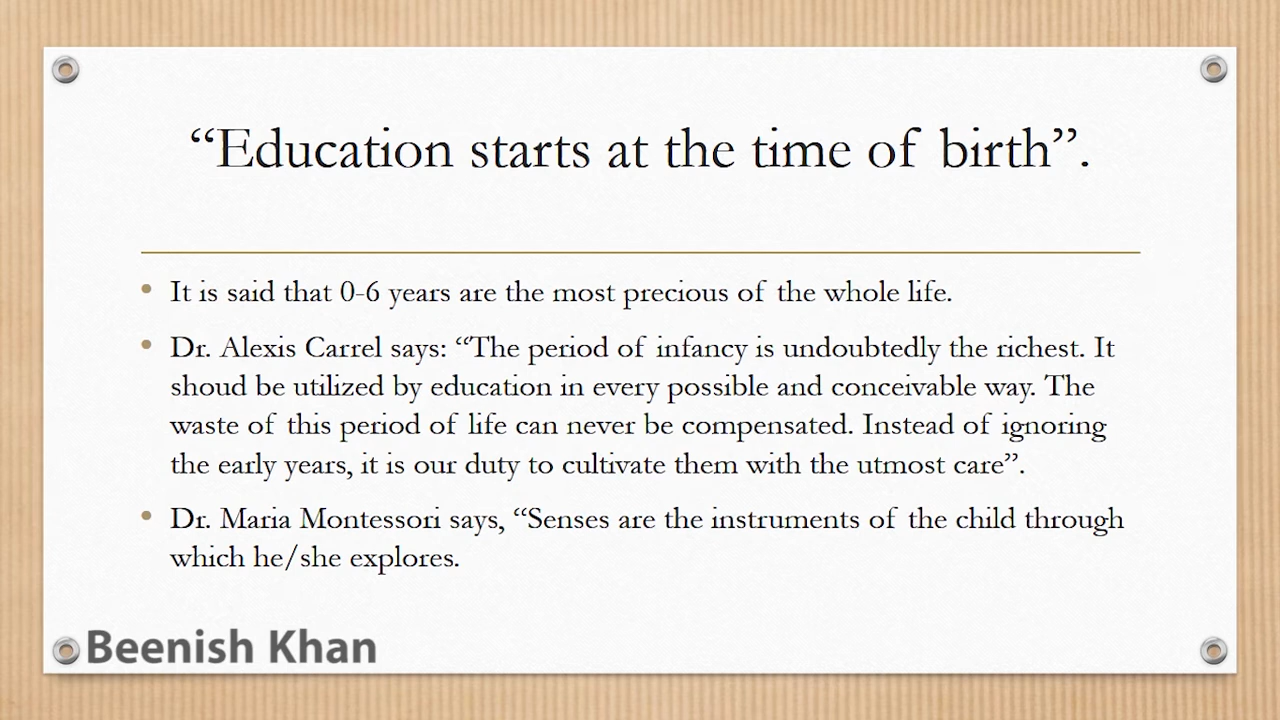 “Education starts at the time of birth”.
• It is said that 0-6 years are the most precious of the whole life.
• Dr. Alexis Carrel says: “The period of infancy is undoubtedly the richest. It
shoud be utilized by education in every possible and conceivable way. The
waste of this period of life can never be compensated. Instead of ignoring
the early years, it is our duty to cultivate them with the utmost care”.
• Dr. Maria Montessori says, “Senses are the instruments of the child through
which he/she explores.
Beenish Khan